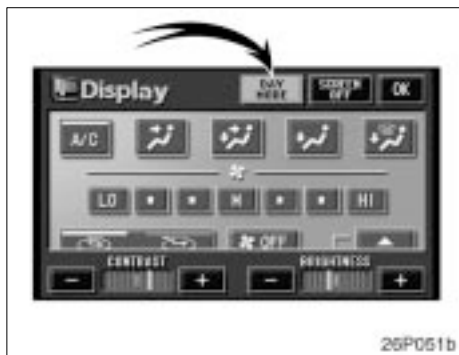 Display DAY MODE SCREEN OFF OK
A/C
LO M HI
OFF
CONTRAST BRIGHTNESS
− + − +
26P051b